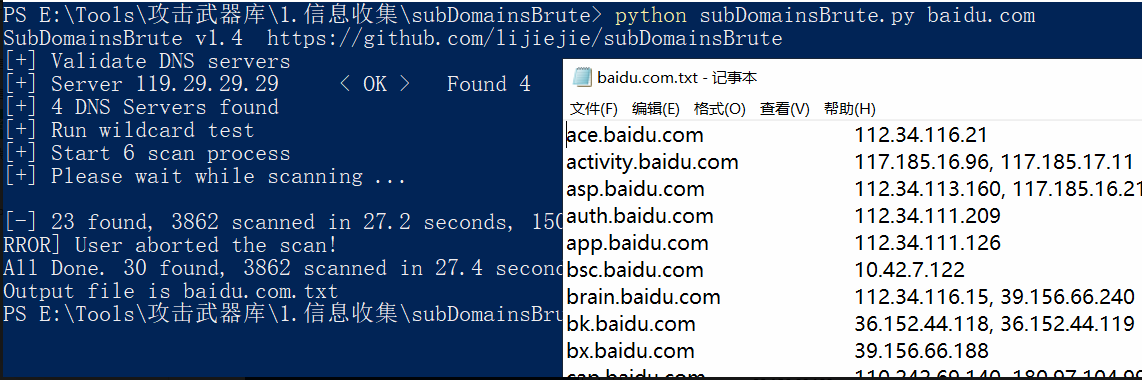 PS E:\Tools\攻击武器库\1.信息收集\subDomainsBrute> python subDomainsBrute.py baidu.com
SubDomainsBrute v1.4 https://github.com/lijiejie/subDomainsBrute
[+] Validate DNS servers
[+] Server 119.29.29.29 < OK > Found 4
[+] 4 DNS Servers found
[+] Run wildcard test
[+] Start 6 scan process
[+] Please wait while scanning ...
[-] 23 found, 3862 scanned in 27.2 seconds, 150
RROR] User aborted the scan!
All Done. 30 found, 3862 scanned in 27.4 second
Output file is baidu.com.txt
PS E:\Tools\攻击武器库\1.信息收集\subDomainsBru
baidu.com.txt - 记事本
文件(F) 编辑(E) 格式(O) 查看(V) 帮助(H)
ace.baidu.com 112.34.116.21
activity.baidu.com 117.185.16.96, 117.185.17.11
asp.baidu.com 112.34.113.160, 117.185.16.21
auth.baidu.com 112.34.111.209
app.baidu.com 112.34.111.126
bsc.baidu.com 10.42.7.122
brain.baidu.com 112.34.116.15, 39.156.66.240
bk.baidu.com 36.152.44.118, 36.152.44.119
bx.baidu.com 39.156.66.188
cap.baidu.com